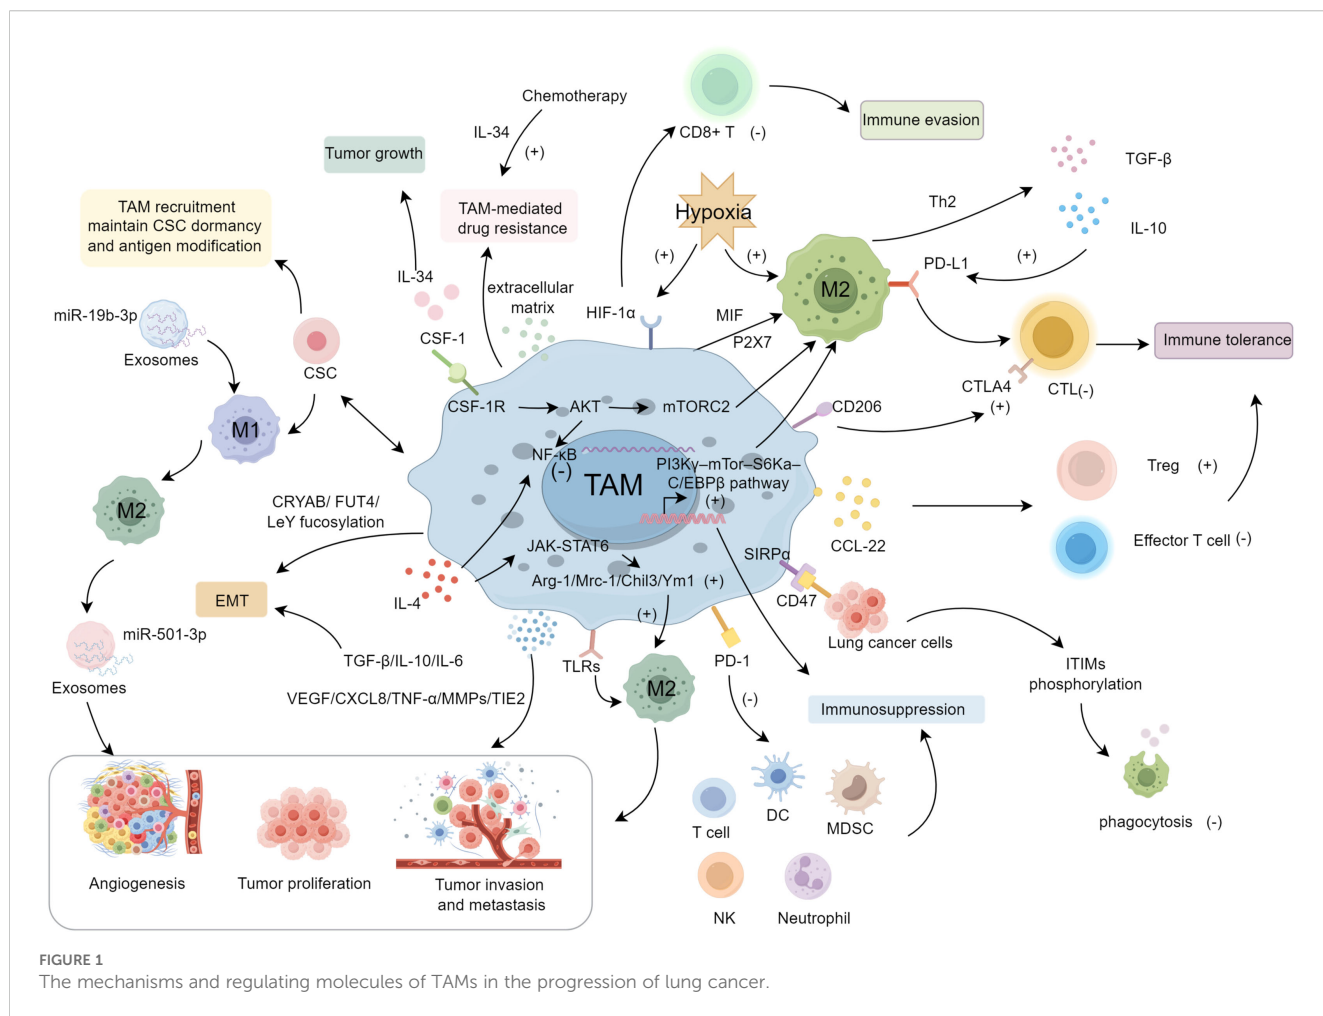 Chemotherapy
IL-34
(+)
CD8+ T (-)
Immune evasion
Tumor growth
TGF-β
TAM recruitment
maintain CSC dormancy
and antigen modification
TAM-mediated
drug resistance
Hypoxia
Th2
IL-10
(+)
(+)
(+)
PD-L1
IL-34
extracellular
matrix
M2
miR-19b-3p
Exosomes
HIF-1α
MIF
P2X7
CSF-1
CSC
Immune tolerance
CTLA4
(+)
CTL(-)
CSF-1R
AKT
mTORC2
CD206
M1
NF-κB
(-)
TAM
PI3Kγ–mTor–S6Ka–
C/EBPβ pathway
(+)
Treg (+)
M2
CRYAB/ FUT4/
LeY fucosylation
CCL-22
Effector T cell (-)
JAK-STAT6
SIRPα
Arg-1/Mrc-1/Chil3/Ym1 (+)
CD47
EMT
IL-4
(+)
miR-501-3p
Exosomes
Lung cancer cells
TGF-β/IL-10/IL-6
TLRs
PD-1
ITIMs
phosphorylation
VEGF/CXCL8/TNF-α/MMPs/TIE2
M2
(-)
Immunosuppression
T cell
DC
MDSC
phagocytosis (-)
Angiogenesis
Tumor proliferation
Tumor invasion
and metastasis
NK
Neutrophil
FIGURE 1
The mechanisms and regulating molecules of TAMs in the progression of lung cancer.